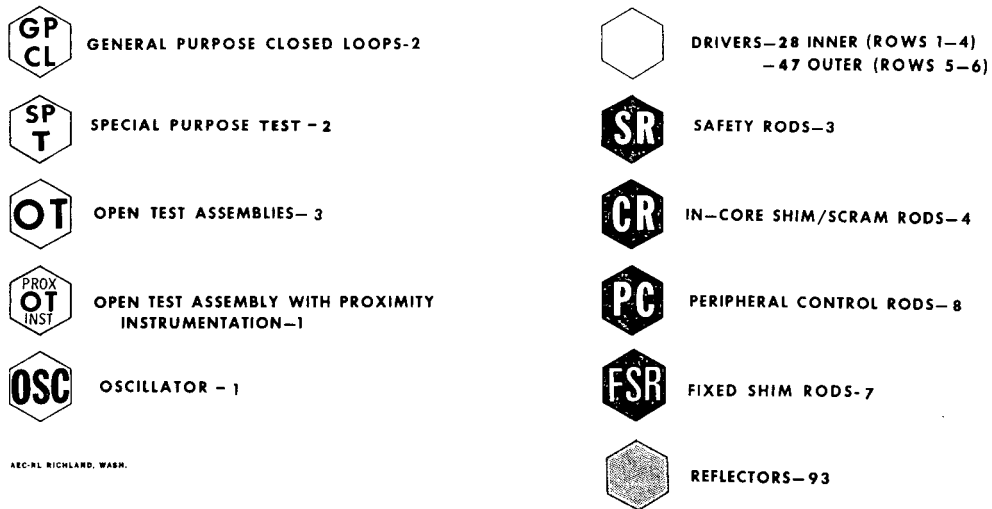 GP
CL
GENERAL PURPOSE CLOSED LOOPS-2
SP
T
SPECIAL PURPOSE TEST - 2
OT
OPEN TEST ASSEMBLIES— 3
PROX
OT
INST
OPEN TEST ASSEMBLY WITH PROXIMITY
INSTRUMENTATION—1
OSC
OSCILLATOR - 1
AEC-RL RICHLAND, WASH.
DRIVERS—28 INNER (ROWS 1—4)
—47 OUTER (ROWS 5—6)
SR
SAFETY RODS—3
CR
IN—CORE SHIM/SCRAM RODS—4
PC
PERIPHERAL CONTROL RODS—8
FSR
FIXED SHIM RODS-7
REFLECTORS—93